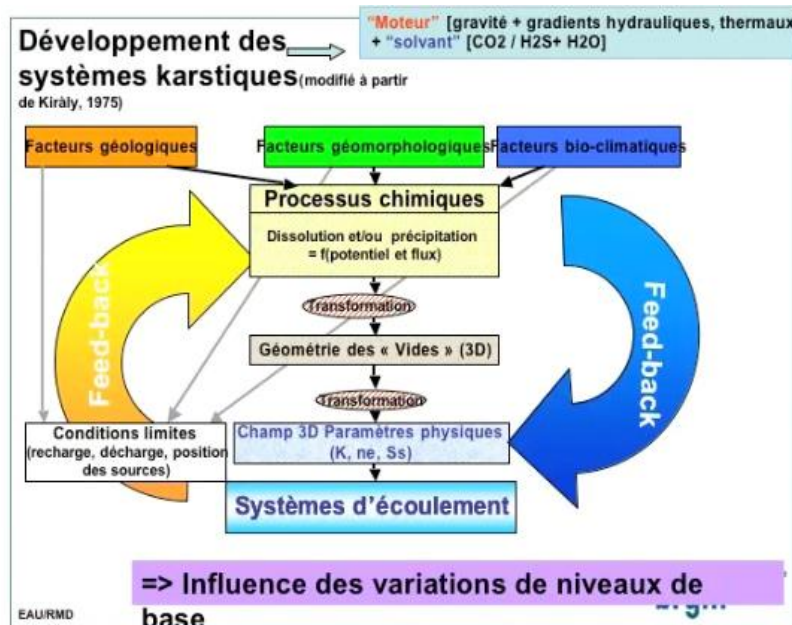 Développement des
systèmes karstiques(modifié à partir
de Kiràly, 1975)
“Moteur” [gravité + gradients hydrauliques, thermaux
+ “solvant” [CO2 / H2S+ H2O]
Facteurs géologiques
Facteurs géomorphologiques
Facteurs bio-climatiques
Processus chimiques
Dissolution et/ou précipitation
= f(potentiel et flux)
Transformation
Géométrie des « Vides » (3D)
Transformation
Feed-back
Feed-back
Conditions limites
(recharge, décharge, position
des sources)
Champ 3D Paramètres physiques
(K, ne, Ss)
Systèmes d’écoulement
=> Influence des variations de niveaux de
base
EAU/RMD